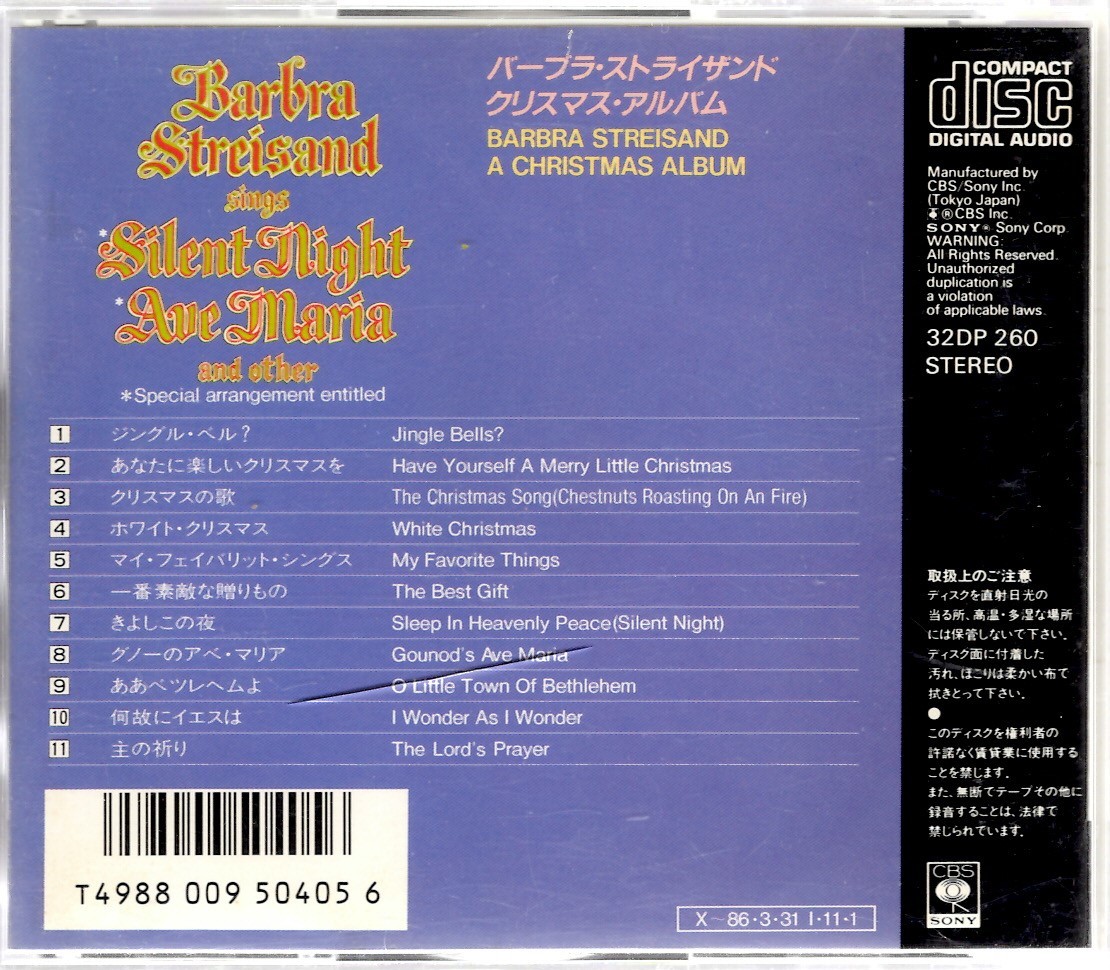 Barbra
Streisand
sings
*Silent Night
*Ave Maria
and other
*Special arrangement entitled
バーブラ・ストライザンド
クリスマス・アルバム
BARBRA STREISAND
A CHRISTMAS ALBUM
1 ジングル・ベル？ Jingle Bells?
2 あなたに楽しいクリスマスを Have Yourself A Merry Little Christmas
3 クリスマスの歌 The Christmas Song(Chestnuts Roasting On An Fire)
4 ホワイト・クリスマス White Christmas
5 マイ・フェイバリット・シングス My Favorite Things
6 一番素敵な贈りもの The Best Gift
7 きよしこの夜 Sleep In Heavenly Peace(Silent Night)
8 グノーのアベ・マリア Gounod's Ave Maria
9 ああベツレヘムよ O Little Town Of Bethlehem
10 何故にイエスは I Wonder As I Wonder
11 主の祈り The Lord's Prayer
T4988 009 50405 6
X~86・3・31 I・11・1
COMPACT
disc
DIGITAL AUDIO
Manufactured by
CBS/Sony Inc.
(Tokyo Japan)
® CBS Inc.
SONY® Sony Corp.
WARNING:
All Rights Reserved.
Unauthorized
duplication is
a violation
of applicable laws.
32DP 260
STEREO
取扱上のご注意
ディスクを直射日光の
当る所、高温・多湿な場所
には保管しないで下さい。
ディスク面に付着した
汚れ、ほこりは柔かい布で
拭きとって下さい。
●
このディスクを権利者の
許諾なく賃貸業に使用する
ことを禁じます。
また、無断でテープその他に
録音することは、法律で
禁じられています。
CBS
SONY